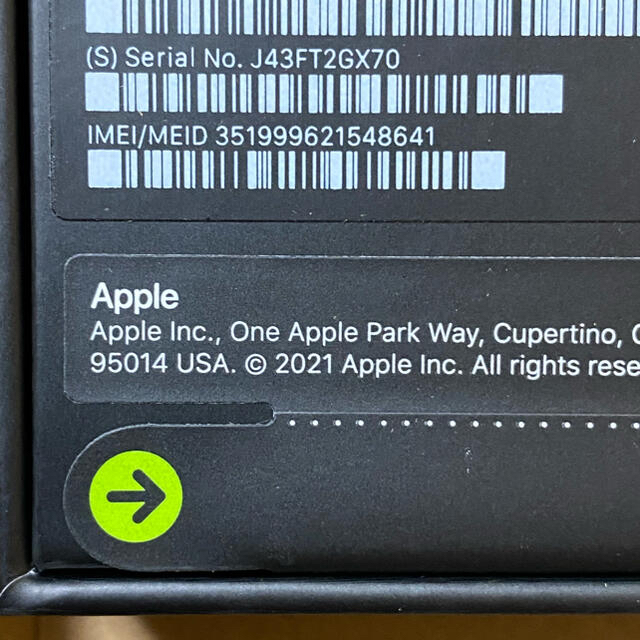 (S) Serial No. J43FT2GX70
IMEI/MEID 351999621548641
Apple
Apple Inc., One Apple Park Way, Cupertino,
95014 USA. © 2021 Apple Inc. All rights rese